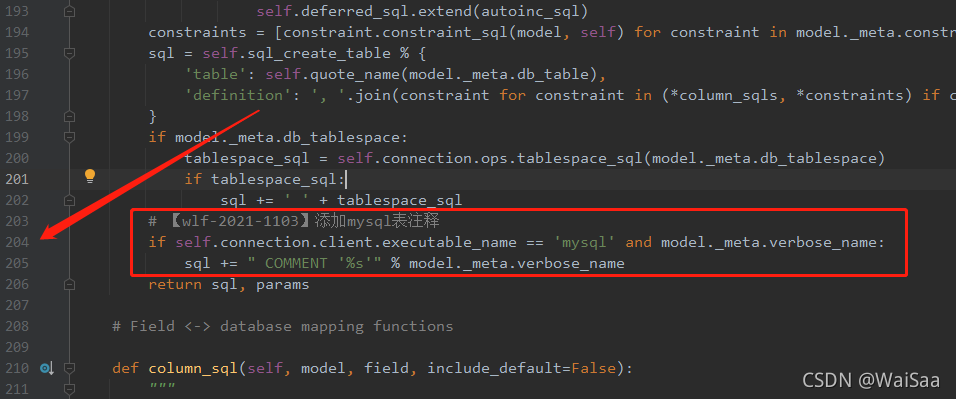 193 self.deferred_sql.extend(autoinc_sql)
194 constraints = [constraint.constraint_sql(model, self) for constraint in model._meta.constr
195 sql = self.sql_create_table % {
196 'table': self.quote_name(model._meta.db_table),
197 'definition': ', '.join(constraint for constraint in (*column_sqls, *constraints) if c
198 }
199 if model._meta.db_tablespace:
200 tablespace_sql = self.connection.ops.tablespace_sql(model._meta.db_tablespace)
201 if tablespace_sql:
202 sql += ' ' + tablespace_sql
203 # 【wlf-2021-1103】添加mysql表注释
204 if self.connection.client.executable_name == 'mysql' and model._meta.verbose_name:
205 sql += " COMMENT '%s'" % model._meta.verbose_name
206 return sql, params
207
208 # Field <-> database mapping functions
209
210 def column_sql(self, model, field, include_default=False):
211 """
CSDN @WaiSaa